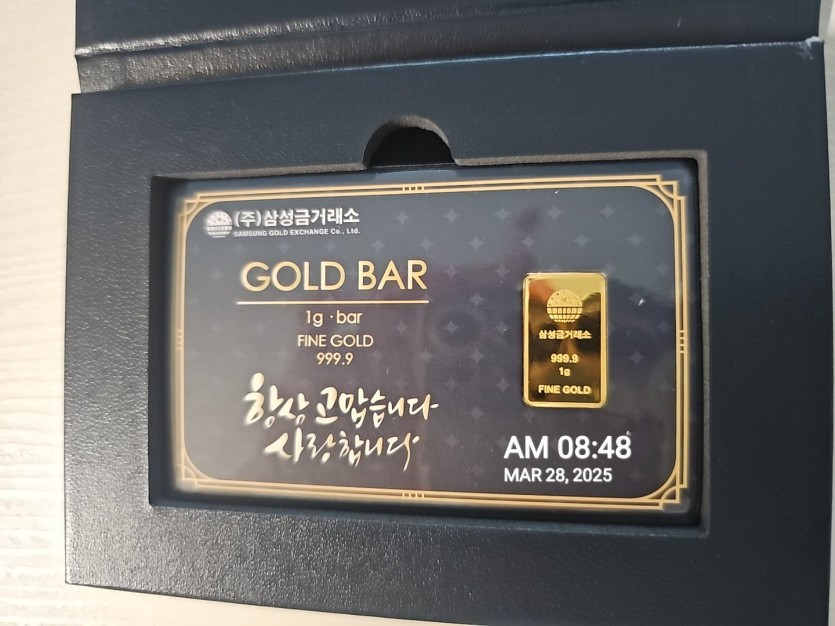 (주)삼성금거래소
SAMSUNG GOLD EXCHANGE Co., Ltd.
GOLD BAR
1g · bar
FINE GOLD
999.9
항상 고맙습니다
사랑합니다
삼성금거래소
999.9
1g
FINE GOLD
AM 08:48
MAR 28, 2025